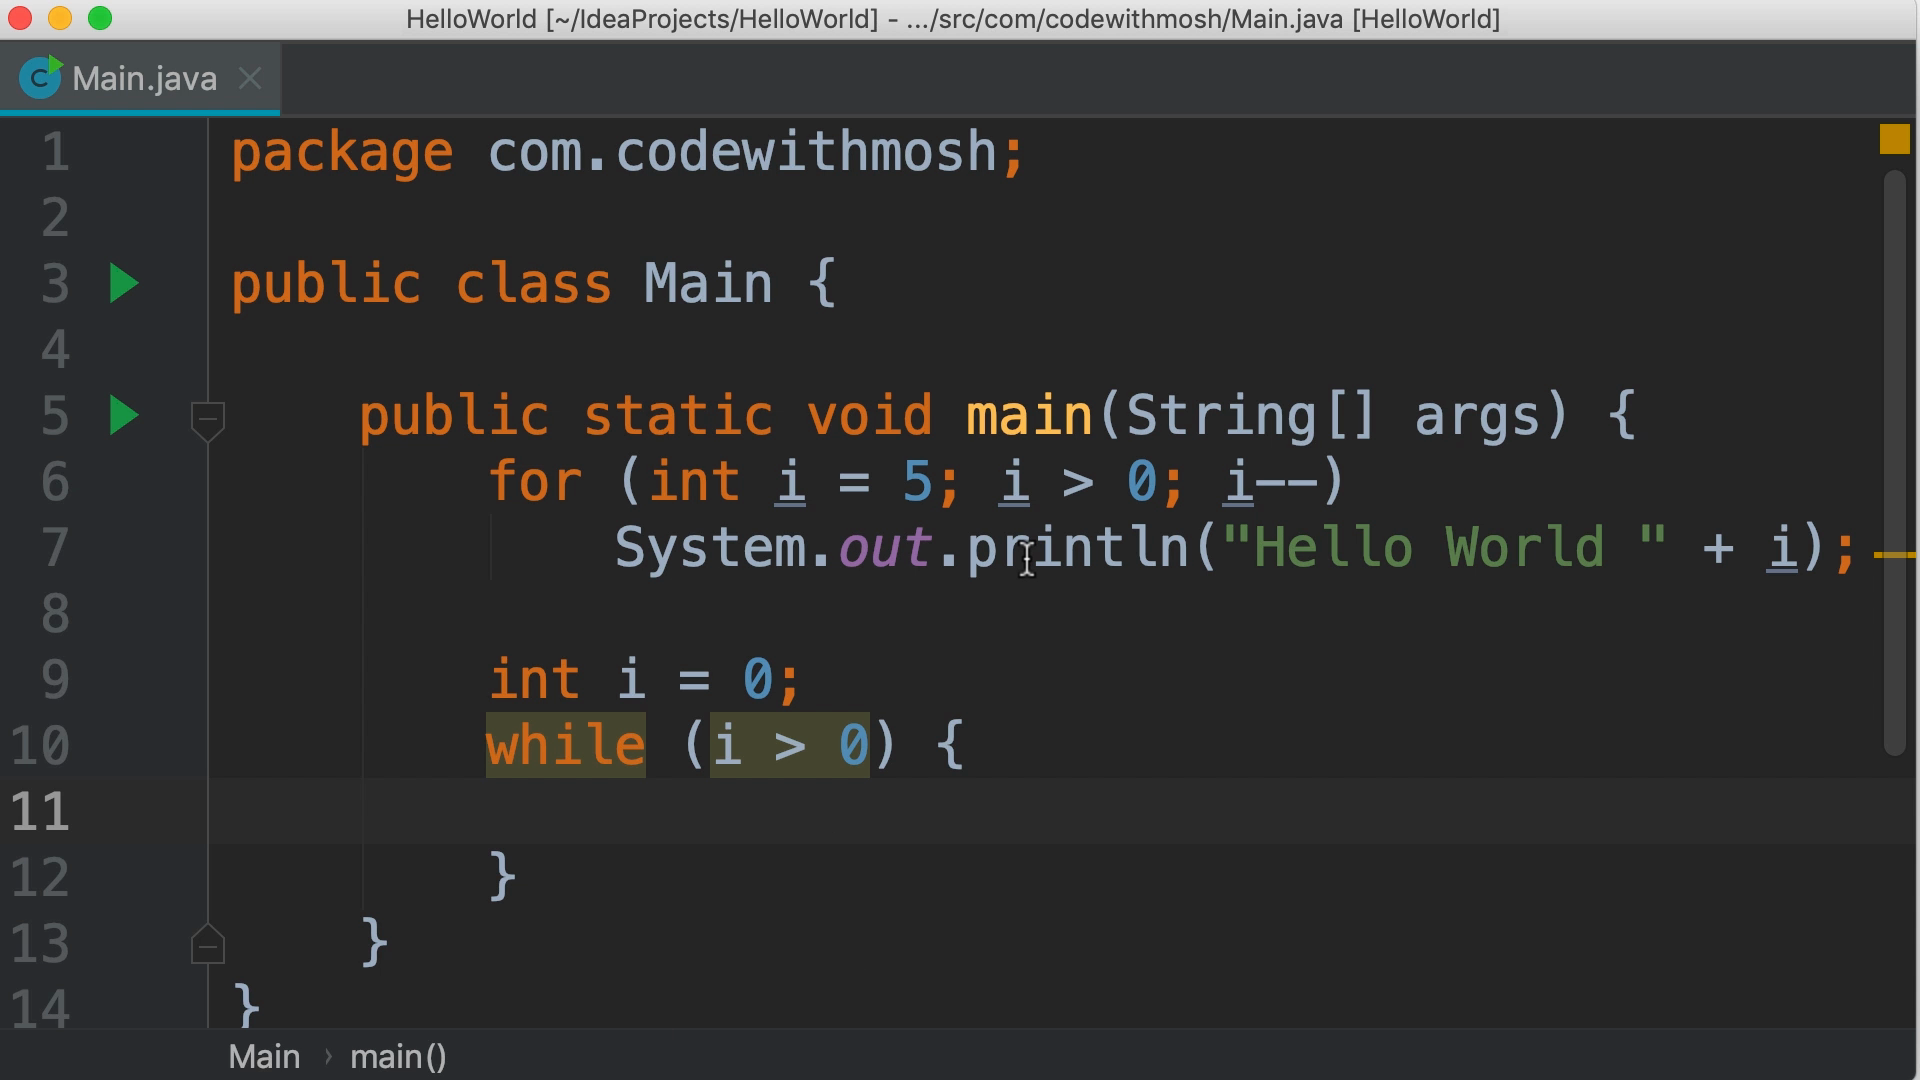 HelloWorld [~/IdeaProjects/HelloWorld] - .../src/com/codewithmosh/Main.java [HelloWorld]
C Main.java
1 package com.codewithmosh;
2
3 public class Main {
4
5 public static void main(String[] args) {
6 for (int i = 5; i > 0; i--)
7 System.out.println("Hello World " + i);
8
9 int i = 0;
10 while (i > 0) {
11
12 }
13 }
14 }
Main › main()